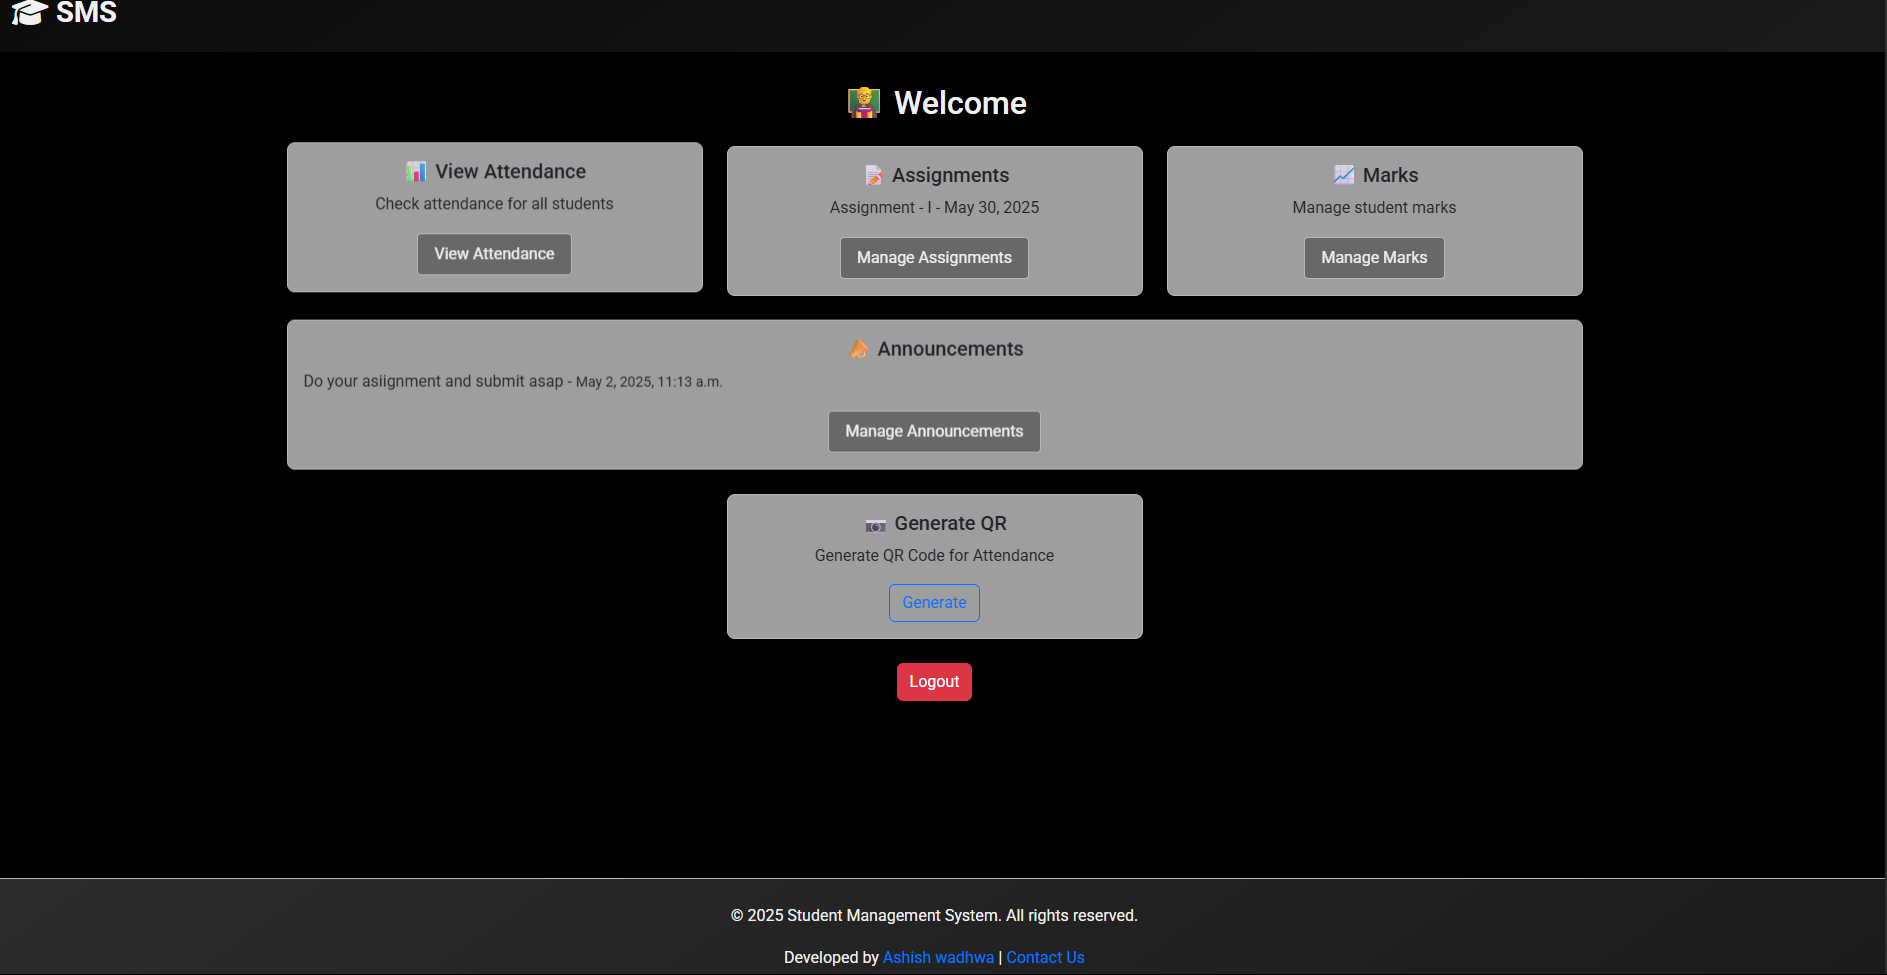 SMS
Welcome
View Attendance
Check attendance for all students
View Attendance
Assignments
Assignment - I - May 30, 2025
Manage Assignments
Marks
Manage student marks
Manage Marks
Announcements
Do your asiignment and submit asap - May 2, 2025, 11:13 a.m.
Manage Announcements
Generate QR
Generate QR Code for Attendance
Generate
Logout
© 2025 Student Management System. All rights reserved.
Developed by Ashish wadhwa | Contact Us